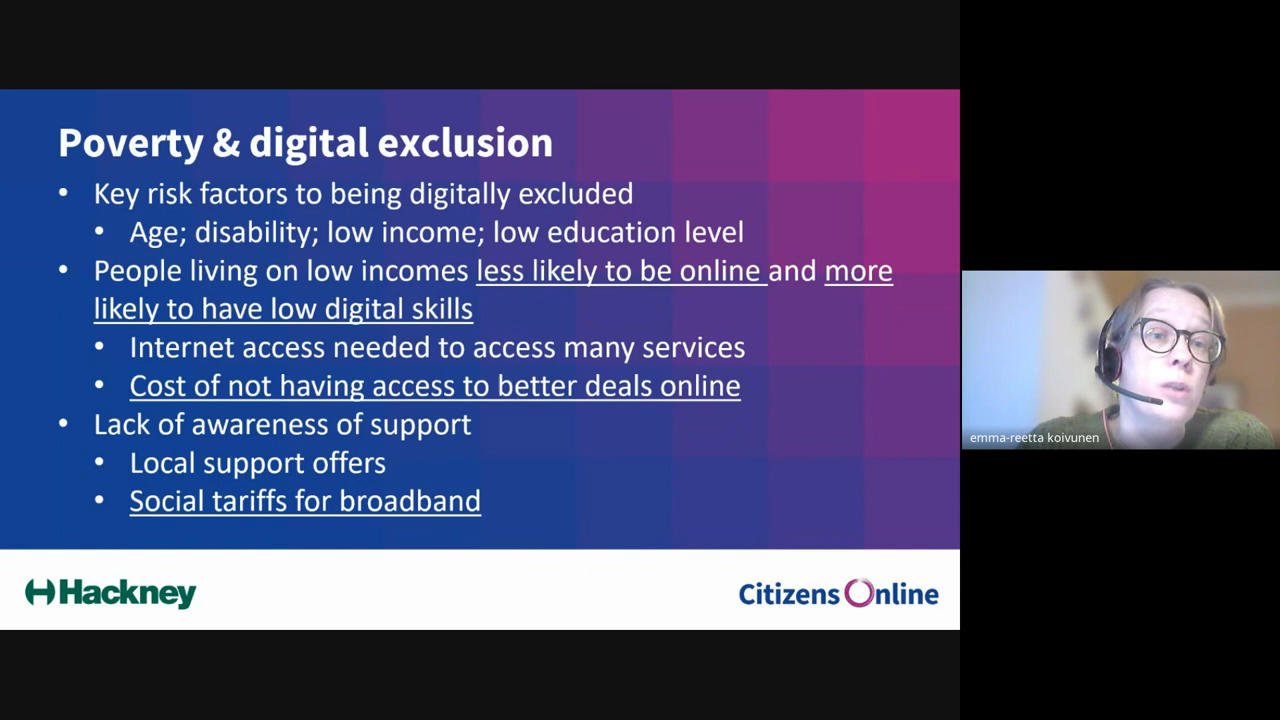 Poverty & digital exclusion
• Key risk factors to being digitally excluded
• Age; disability; low income; low education level
• People living on low incomes less likely to be online and more
likely to have low digital skills
• Internet access needed to access many services
• Cost of not having access to better deals online
• Lack of awareness of support
• Local support offers
• Social tariffs for broadband
Hackney
Citizens Online
emma-reetta koivunen